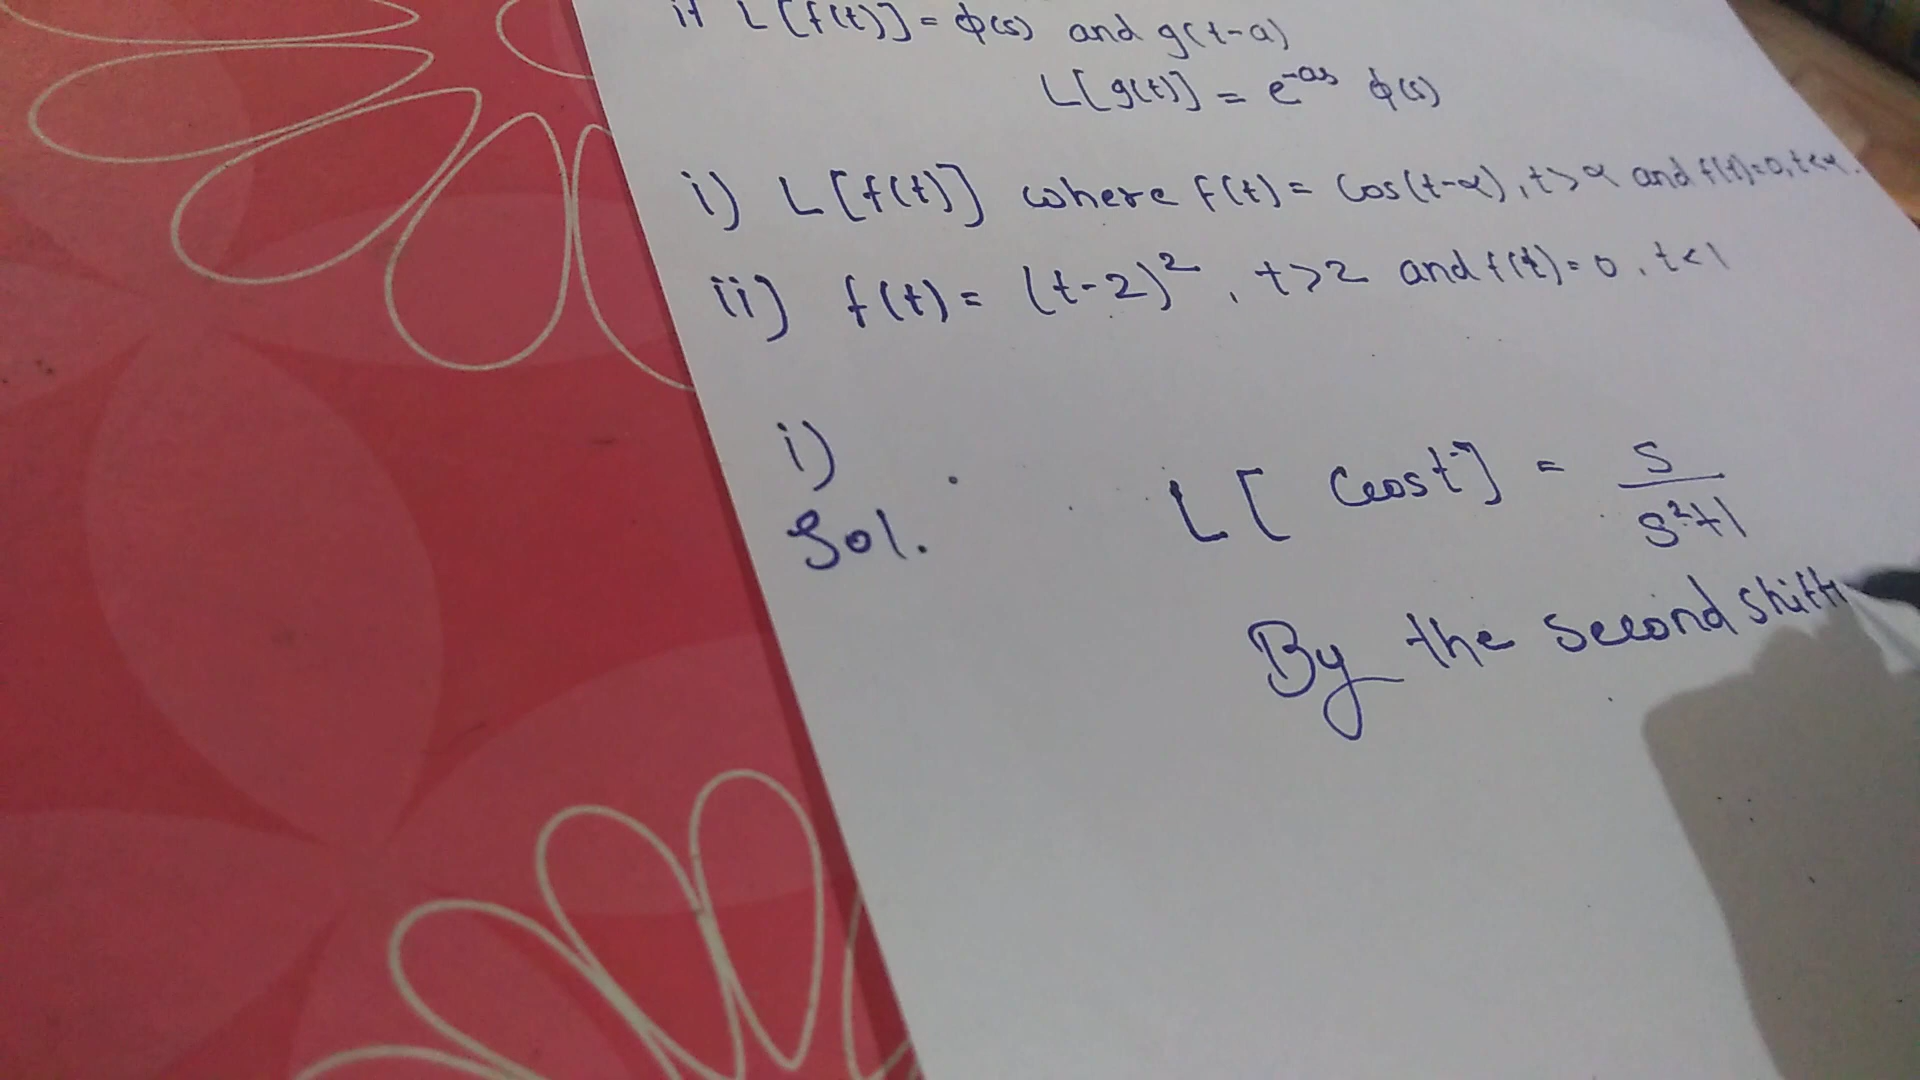 if L[f(t)] = ϕ(s) and g(t-a)
L[g(t)] = e^-as ϕ(s)
i) L[f(t)] where f(t) = Cos(t-α), t>α and f(t)=0, t<α.
ii) f(t) = (t-2)², t>2 and f(t)=0, t<1
i)
Sol. L[ Cost] = s/s²+1
By the second shift